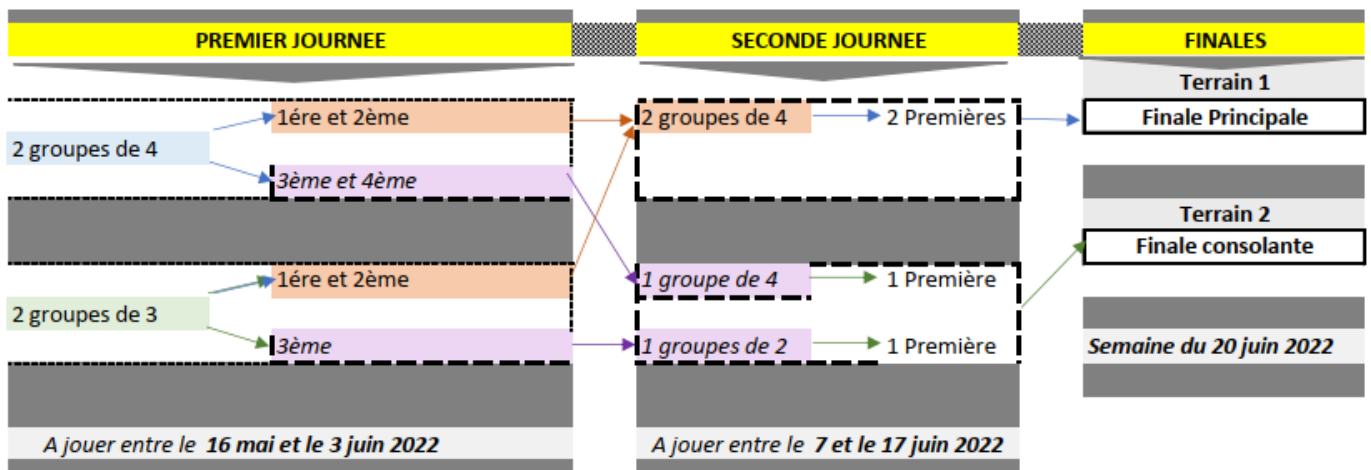 PREMIER JOURNEE
SECONDE JOURNEE
FINALES
Terrain 1
1ére et 2ème
2 groupes de 4
2 Premières
Finale Principale
2 groupes de 4
3ème et 4ème
Terrain 2
Finale consolante
1ére et 2ème
1 groupe de 4
1 Première
2 groupes de 3
3ème
1 groupes de 2
1 Première
Semaine du 20 juin 2022
A jouer entre le 16 mai et le 3 juin 2022
A jouer entre le 7 et le 17 juin 2022